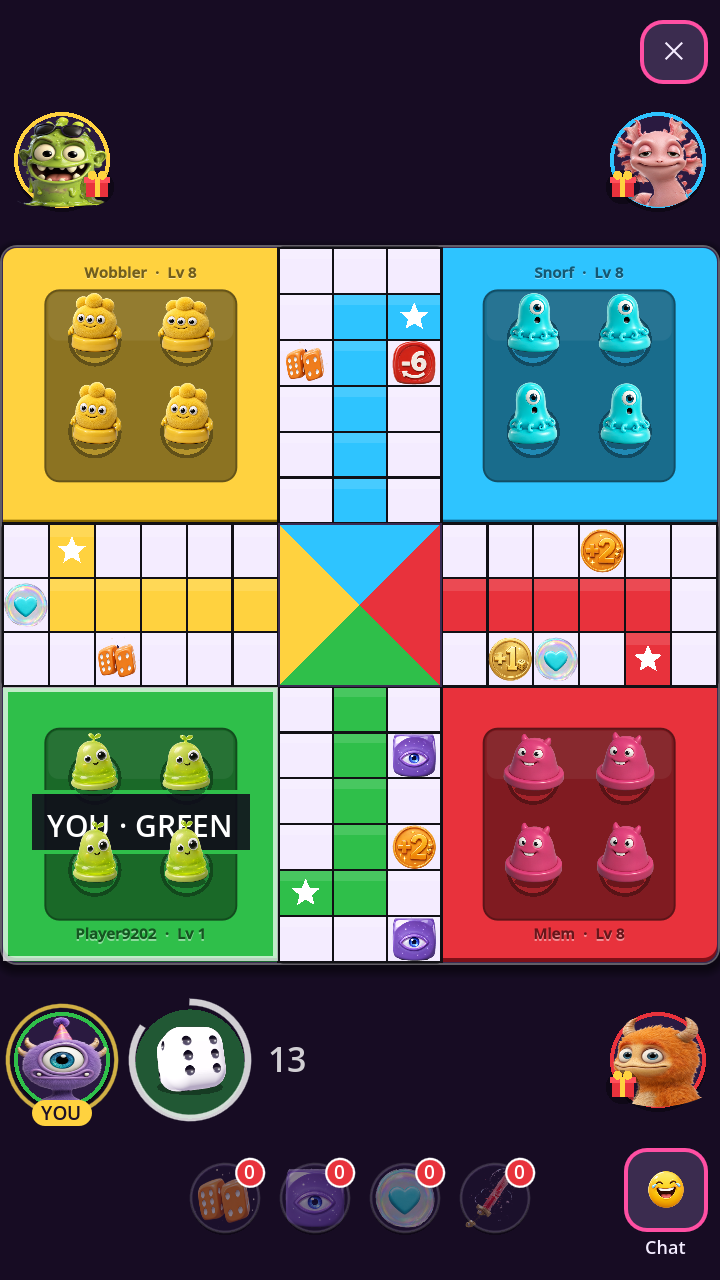 Wobbler · Lv 8
Snorf · Lv 8
-6
+2
+1
YOU · GREEN
+2
Player9202 · Lv 1
Mlem · Lv 8
13
YOU
0
0
0
0
Chat